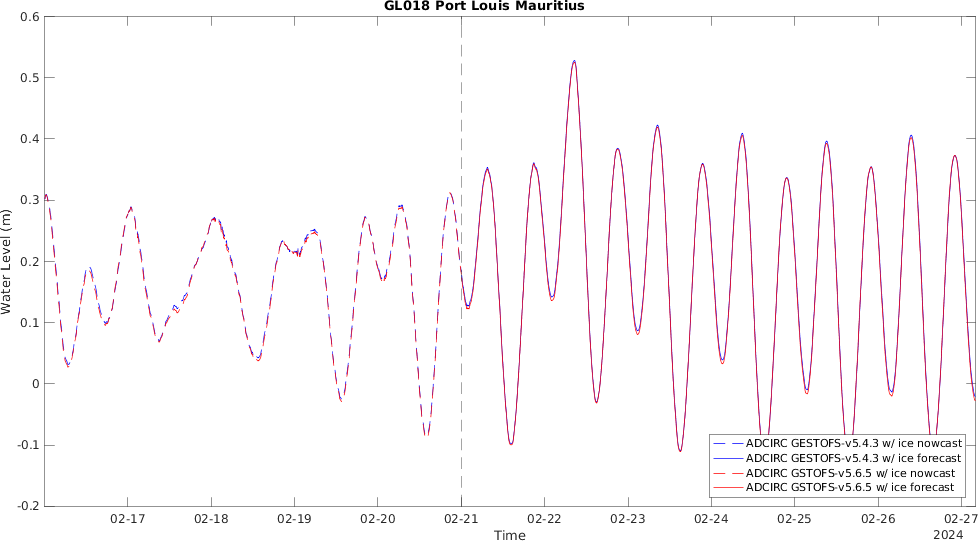 GL018 Port Louis Mauritius
0.6
0.5
0.4
0.3
0.2
0.1
0
-0.1
-0.2
Water Level (m)
ADCIRC GESTOFS-v5.4.3 w/ ice nowcast
ADCIRC GESTOFS-v5.4.3 w/ ice forecast
ADCIRC GSTOFS-v5.6.5 w/ ice nowcast
ADCIRC GSTOFS-v5.6.5 w/ ice forecast
02-17 02-18 02-19 02-20 02-21 02-22 02-23 02-24 02-25 02-26 02-27
Time
2024